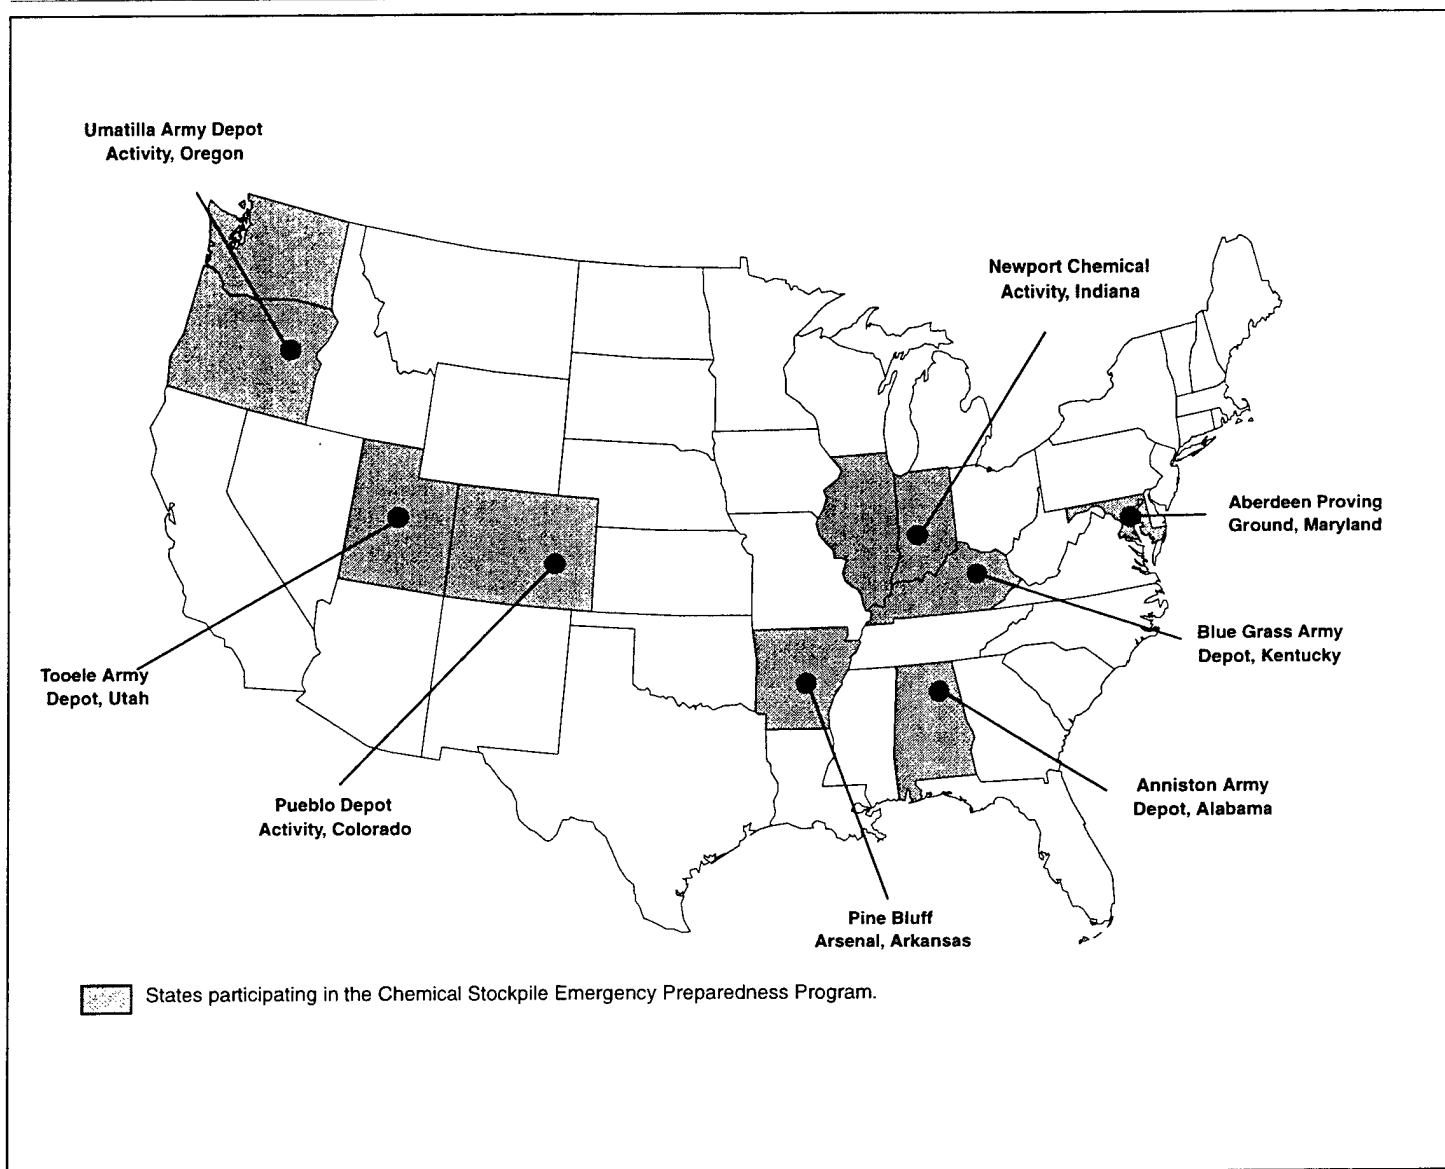 Umatilla Army Depot
Activity, Oregon
Newport Chemical
Activity, Indiana
Aberdeen Proving
Ground, Maryland
Blue Grass Army
Depot, Kentucky
Tooele Army
Depot, Utah
Anniston Army
Depot, Alabama
Pueblo Depot
Activity, Colorado
Pine Bluff
Arsenal, Arkansas
States participating in the Chemical Stockpile Emergency Preparedness Program.